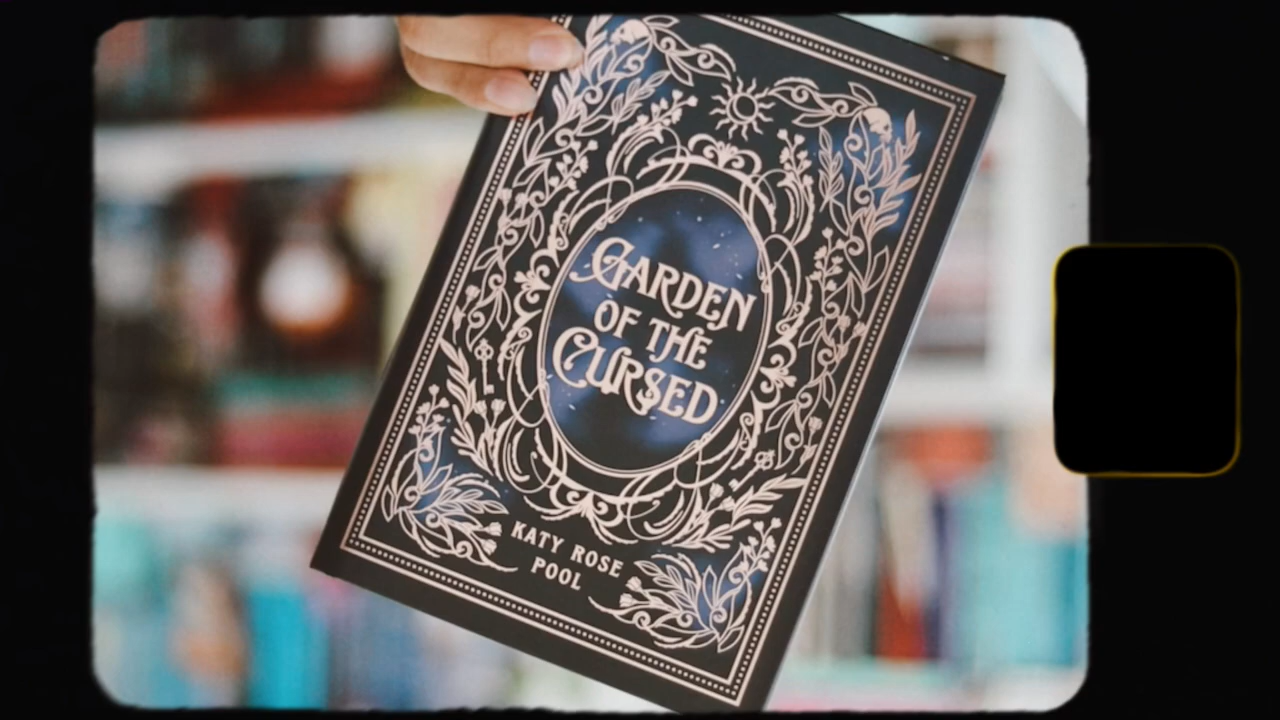 GARDEN
OF THE
CURSED
KATY ROSE
POOL